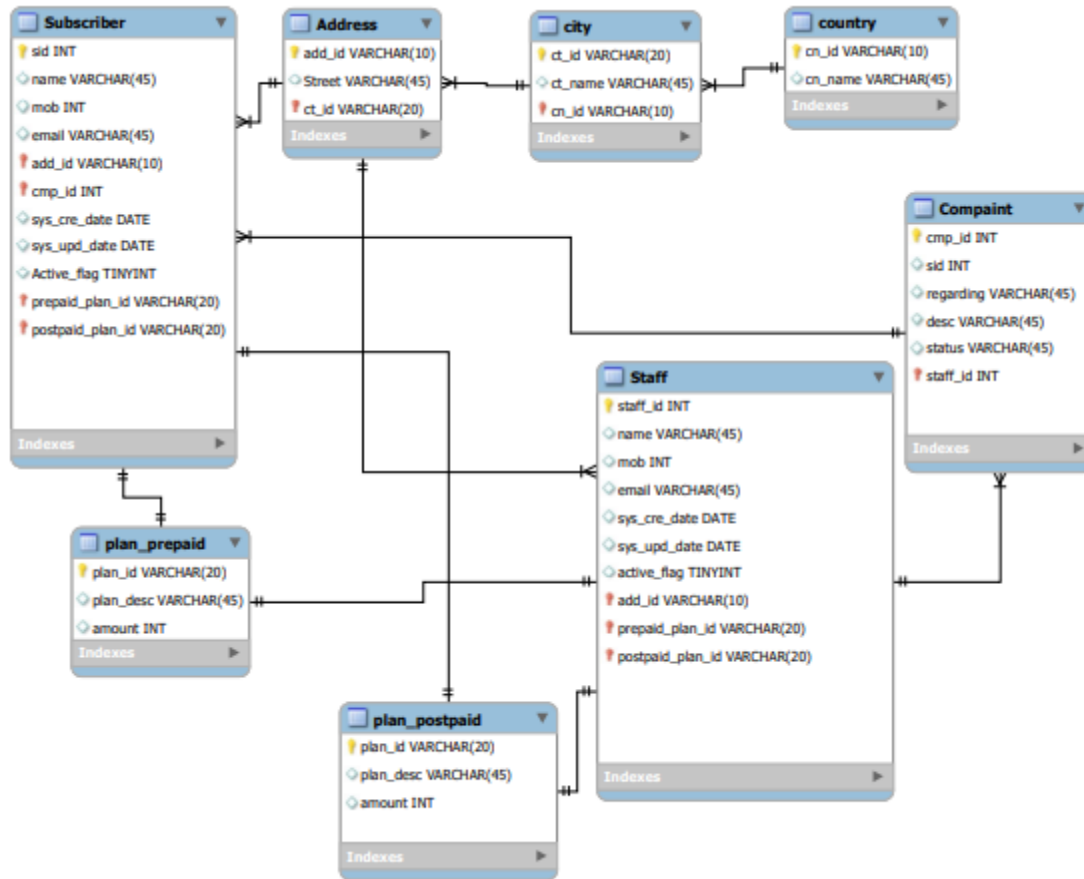 Subscriber
sid INT
name VARCHAR(45)
mob INT
email VARCHAR(45)
add_id VARCHAR(10)
cmp_id INT
sys_cre_date DATE
sys_upd_date DATE
Active_flag TINYINT
prepaid_plan_id VARCHAR(20)
postpaid_plan_id VARCHAR(20)
Indexes
Address
add_id VARCHAR(10)
Street VARCHAR(45)
ct_id VARCHAR(20)
Indexes
city
ct_id VARCHAR(20)
ct_name VARCHAR(45)
cn_id VARCHAR(10)
Indexes
country
cn_id VARCHAR(10)
cn_name VARCHAR(45)
Indexes
Compaint
cmp_id INT
sid INT
regarding VARCHAR(45)
desc VARCHAR(45)
status VARCHAR(45)
staff_id INT
Indexes
Staff
staff_id INT
name VARCHAR(45)
mob INT
email VARCHAR(45)
sys_cre_date DATE
sys_upd_date DATE
active_flag TINYINT
add_id VARCHAR(10)
prepaid_plan_id VARCHAR(20)
postpaid_plan_id VARCHAR(20)
Indexes
plan_prepaid
plan_id VARCHAR(20)
plan_desc VARCHAR(45)
amount INT
Indexes
plan_postpaid
plan_id VARCHAR(20)
plan_desc VARCHAR(45)
amount INT
Indexes